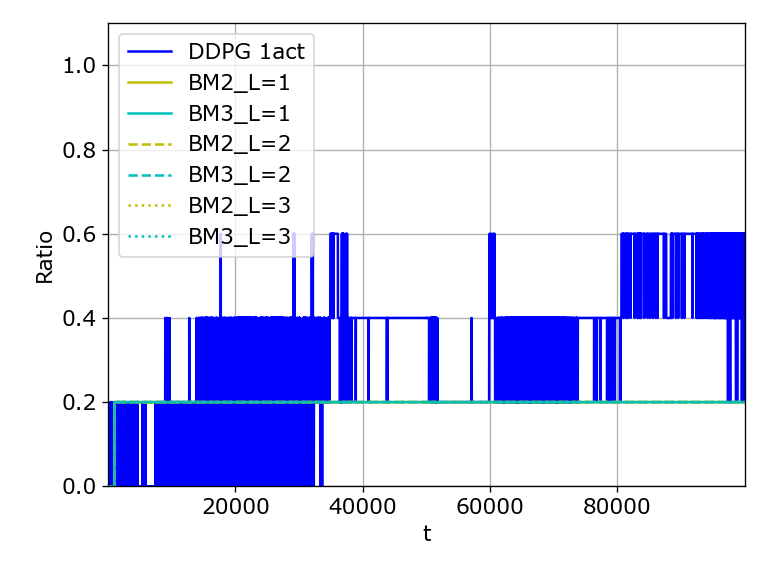 DDPG 1act
BM2_L=1
BM3_L=1
BM2_L=2
BM3_L=2
BM2_L=3
BM3_L=3
1.0
0.8
0.6
0.4
0.2
0.0
Ratio
20000
40000
60000
80000
t